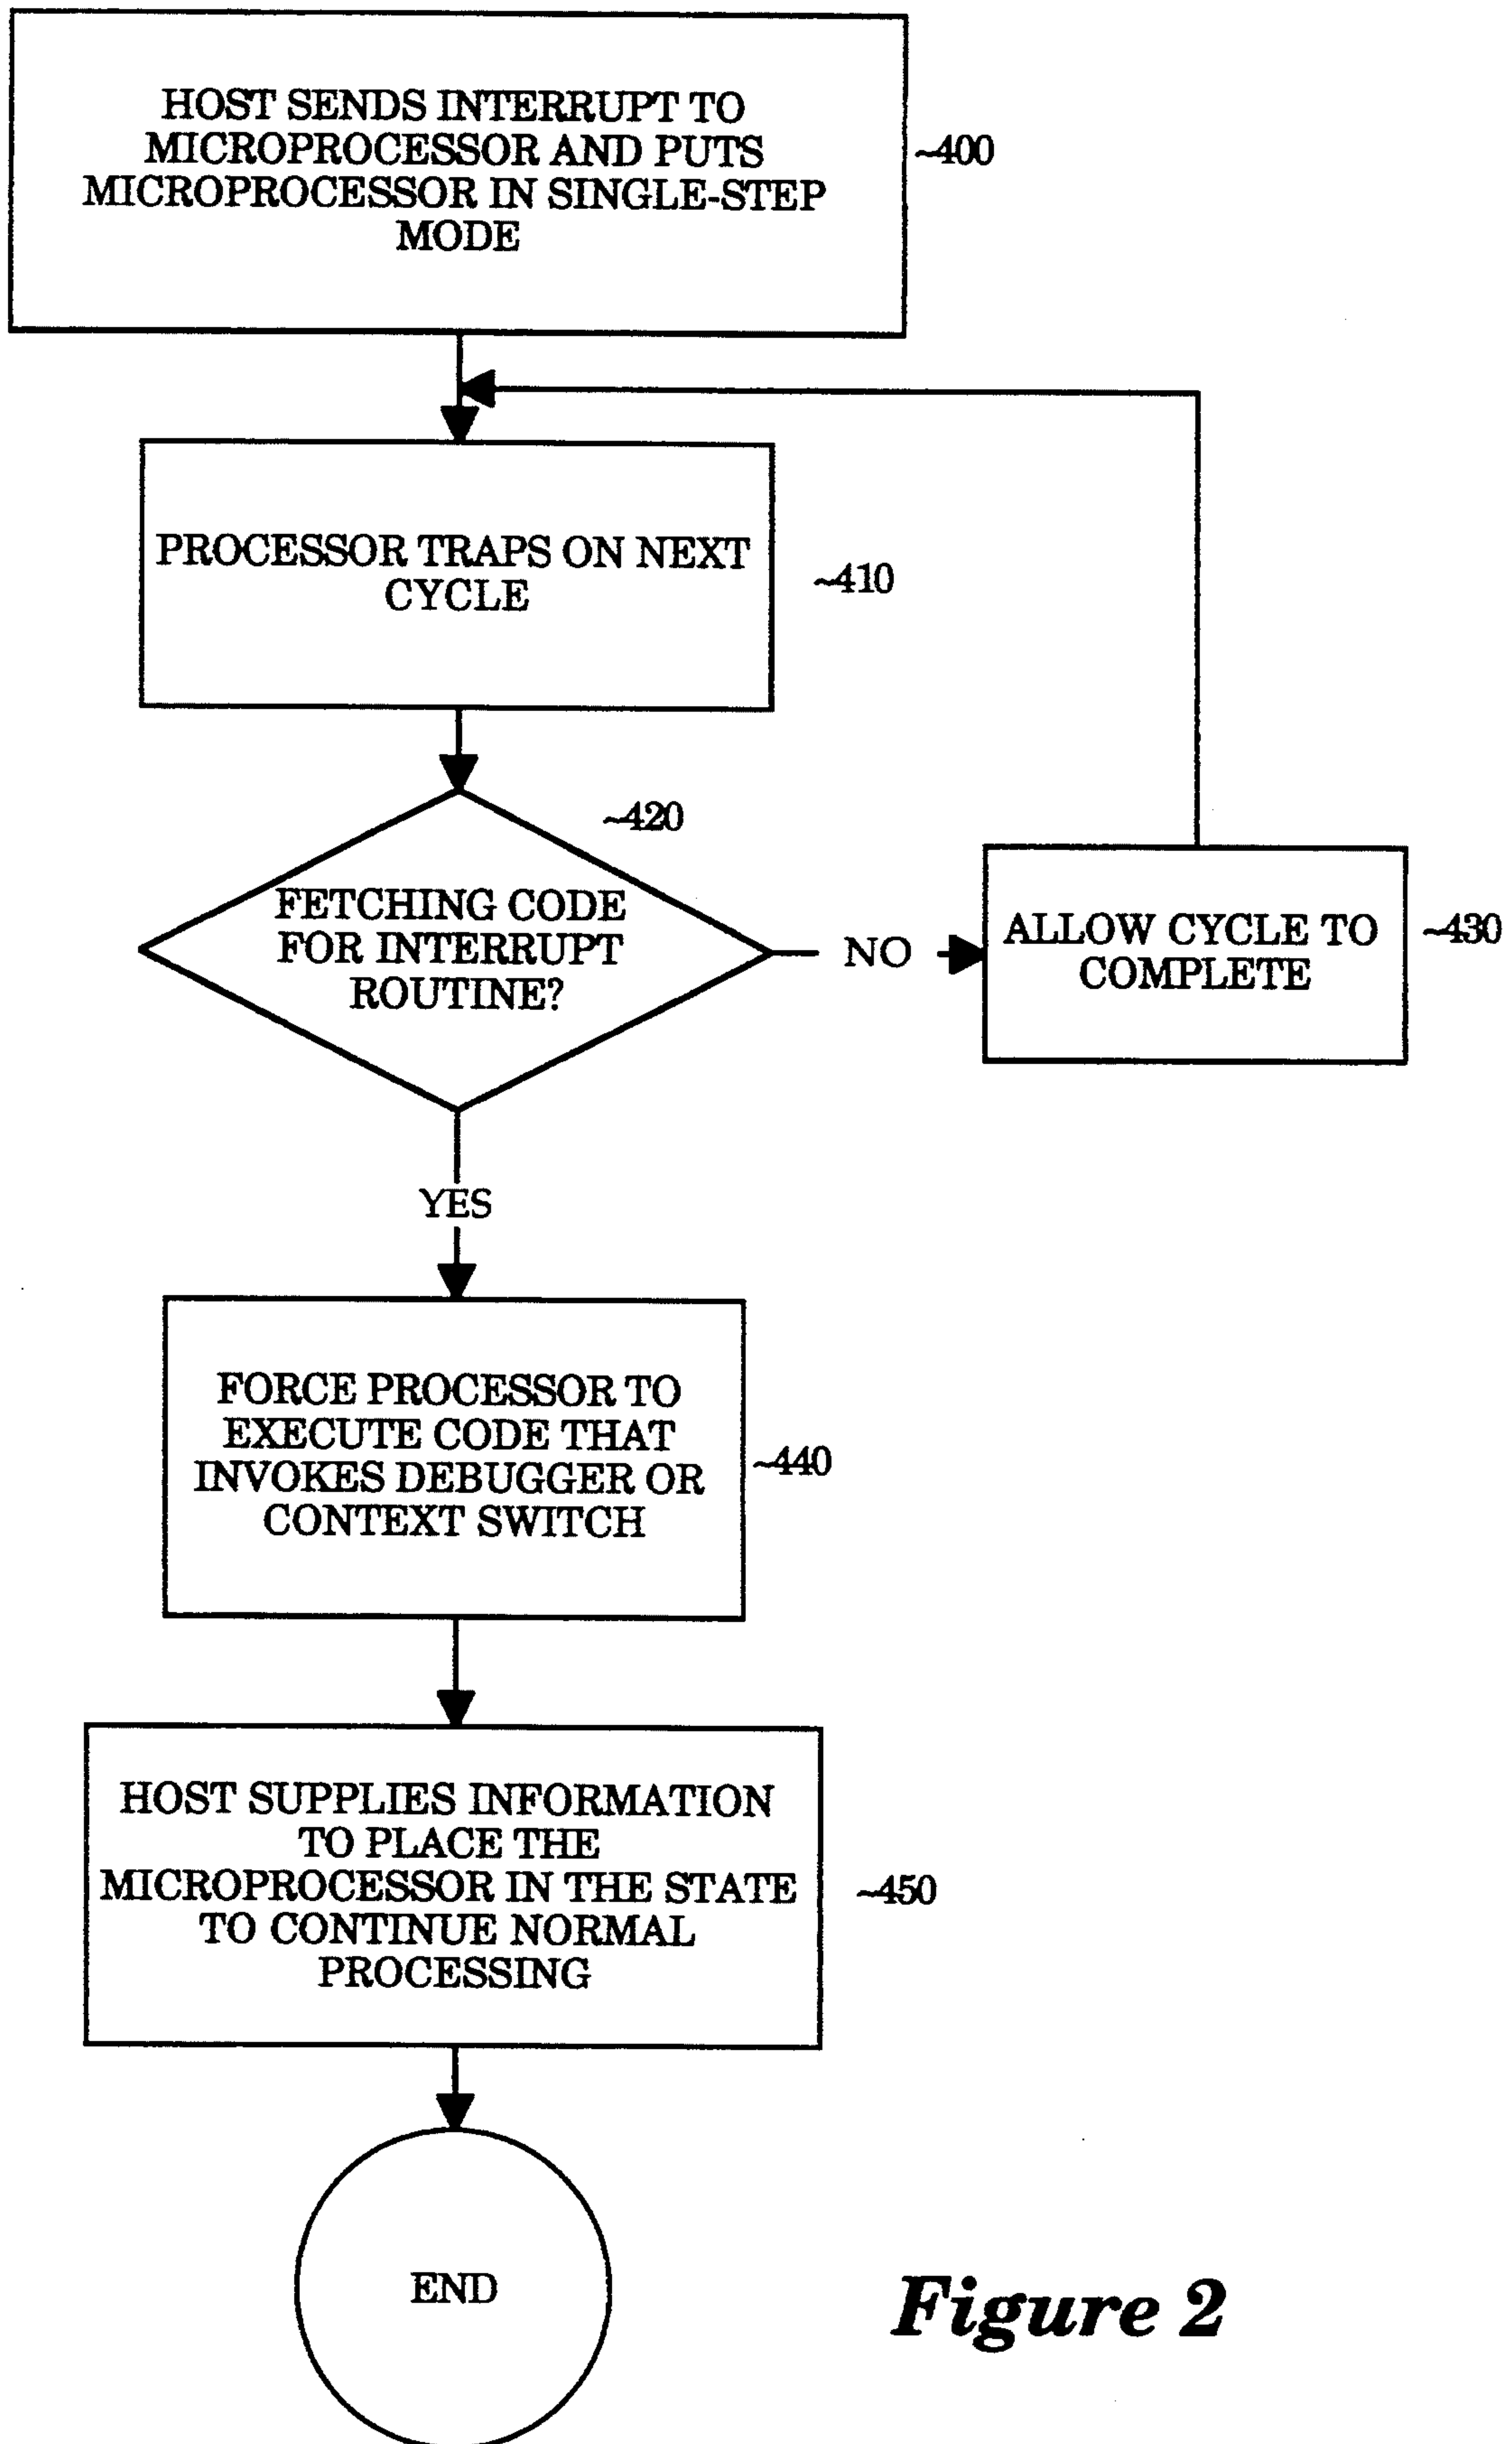 HOST SENDS INTERRUPT TO
MICROPROCESSOR AND PUTS
MICROPROCESSOR IN SINGLE-STEP
MODE
~400
PROCESSOR TRAPS ON NEXT
CYCLE
~410
~420
FETCHING CODE
FOR INTERRUPT
ROUTINE?
NO
ALLOW CYCLE TO
COMPLETE
~430
YES
FORCE PROCESSOR TO
EXECUTE CODE THAT
INVOKES DEBUGGER OR
CONTEXT SWITCH
~440
HOST SUPPLIES INFORMATION
TO PLACE THE
MICROPROCESSOR IN THE STATE
TO CONTINUE NORMAL
PROCESSING
~450
END
Figure 2